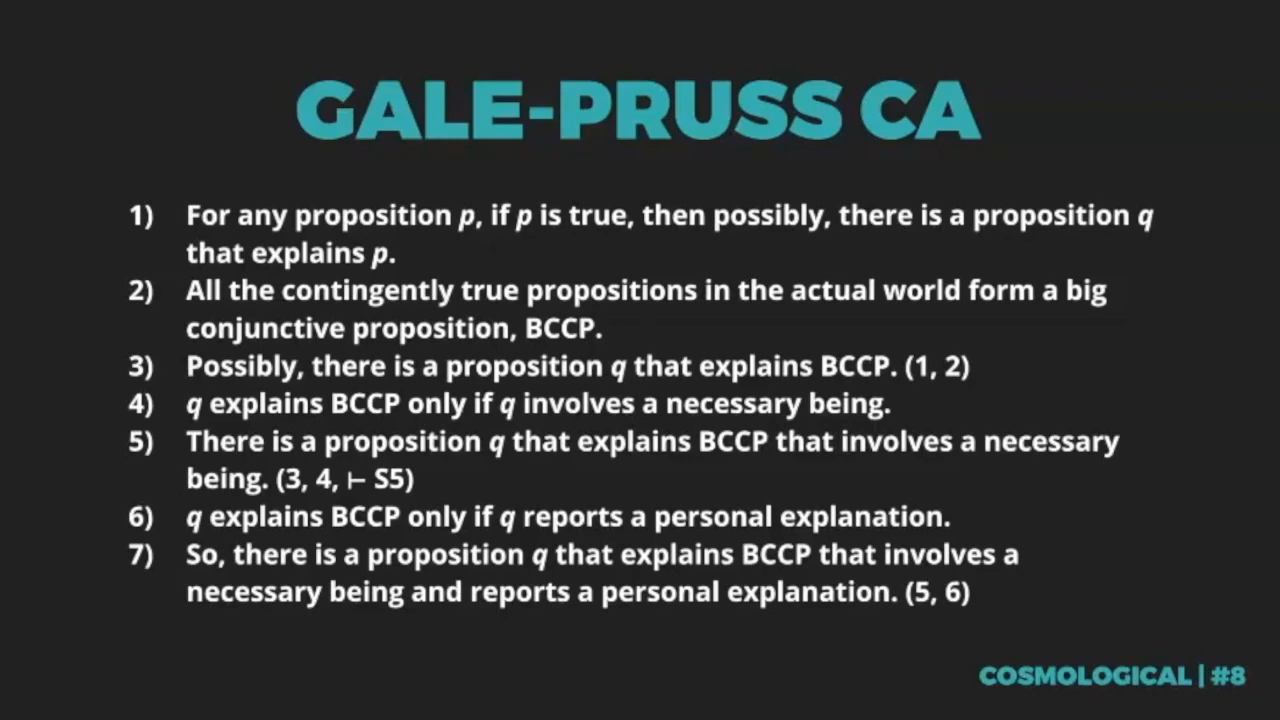 GALE-PRUSS CA
1) For any proposition p, if p is true, then possibly, there is a proposition q
that explains p.
2) All the contingently true propositions in the actual world form a big
conjunctive proposition, BCCP.
3) Possibly, there is a proposition q that explains BCCP. (1, 2)
4) q explains BCCP only if q involves a necessary being.
5) There is a proposition q that explains BCCP that involves a necessary
being. (3, 4, ⊢ S5)
6) q explains BCCP only if q reports a personal explanation.
7) So, there is a proposition q that explains BCCP that involves a
necessary being and reports a personal explanation. (5, 6)
COSMOLOGICAL | #8